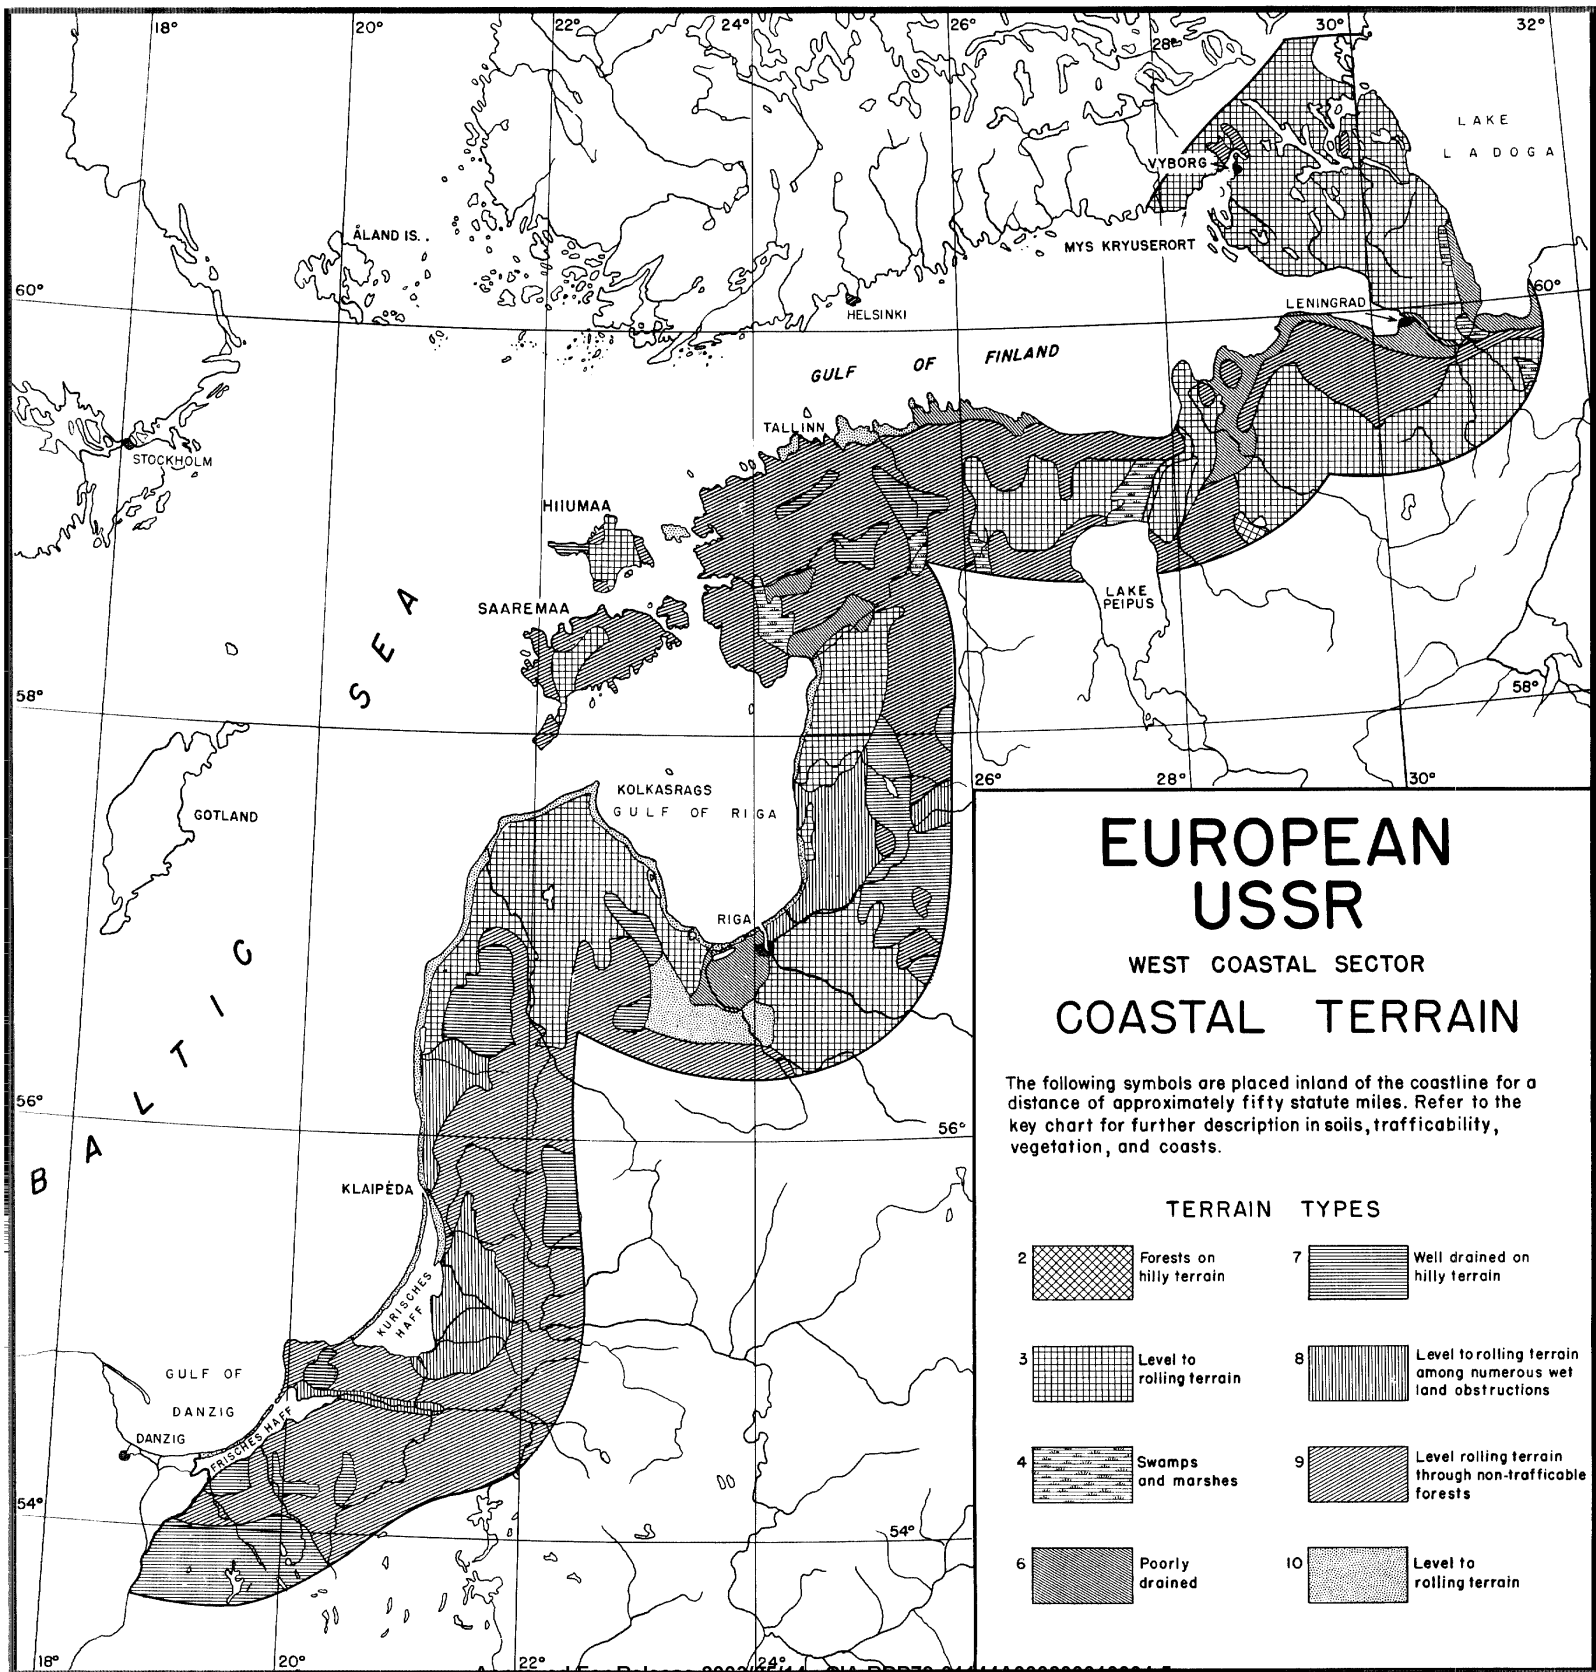 18°
20°
22°
24°
26°
28°
30°
32°
LAKE
LADOGA
VYBORG
ÅLAND IS.
MYS KRYUSERORT
60°
60°
LENINGRAD
HELSINKI
GULF OF FINLAND
TALLINN
STOCKHOLM
HIIUMAA
SAAREMAA
LAKE
PEIPUS
BALTIC SEA
58°
58°
26°
28°
30°
KOLKASRAGS
GULF OF RIGA
GOTLAND
RIGA
56°
56°
KLAIPĖDA
KURISCHES
HAFF
GULF OF
DANZIG
DANZIG
FRISCHES HAFF
54°
54°
18°
20°
22°
24°
EUROPEAN
USSR
WEST COASTAL SECTOR
COASTAL TERRAIN
The following symbols are placed inland of the coastline for a
distance of approximately fifty statute miles. Refer to the
key chart for further description in soils, trafficability,
vegetation, and coasts.
TERRAIN TYPES
2 Forests on
hilly terrain
3 Level to
rolling terrain
4 Swamps
and marshes
6 Poorly
drained
7 Well drained on
hilly terrain
8 Level to rolling terrain
among numerous wet
land obstructions
9 Level rolling terrain
through non-trafficable
forests
10 Level to
rolling terrain